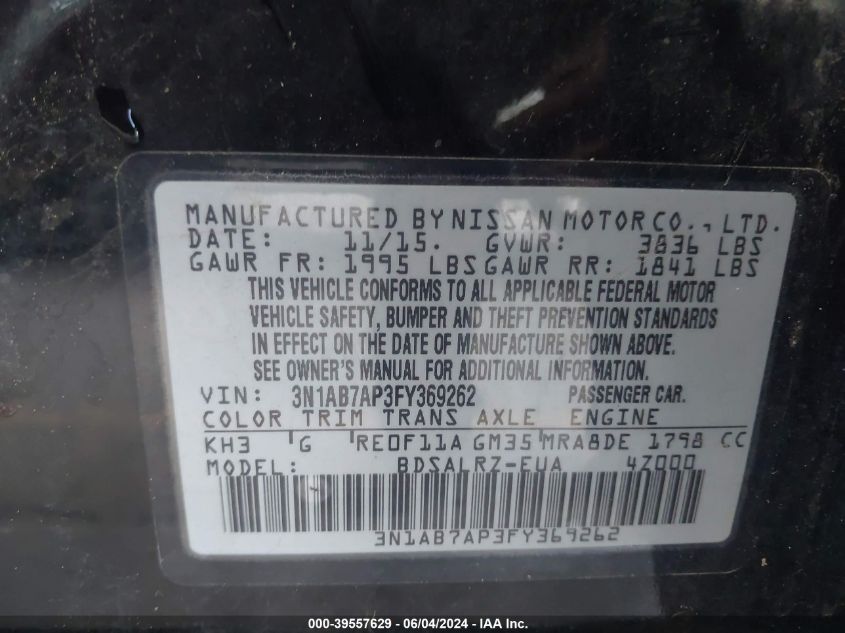 MANUFACTURED BY NISSAN MOTOR CO., LTD.
DATE: 11/15. GVWR: 3836 LBS
GAWR FR: 1995 LBS GAWR RR: 1841 LBS
THIS VEHICLE CONFORMS TO ALL APPLICABLE FEDERAL MOTOR
VEHICLE SAFETY, BUMPER AND THEFT PREVENTION STANDARDS
IN EFFECT ON THE DATE OF MANUFACTURE SHOWN ABOVE.
SEE OWNER'S MANUAL FOR ADDITIONAL INFORMATION
VIN: 3N1AB7AP3FY369262 PASSENGER CAR.
COLOR TRIM TRANS AXLE ENGINE
KH3 G RE0F11A GM35 MRA8DE 1798 CC
MODEL: BDSALRZ-EUA 4Z000
3N1AB7AP3FY369262
000-39557629 - 06/04/2024 - IAA Inc.